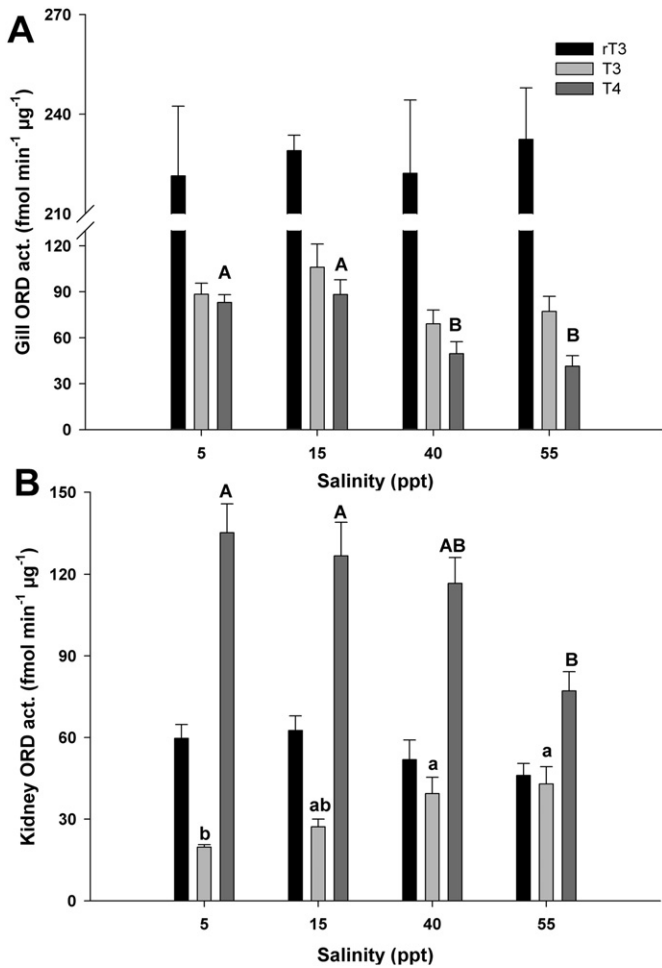 A
270
240
210
120
90
60
30
0
Gill ORD act. (fmol min⁻¹ µg⁻¹)
rT3
T3
T4
A
A
B
B
5
15
40
55
Salinity (ppt)
B
150
120
90
60
30
0
Kidney ORD act. (fmol min⁻¹ µg⁻¹)
A
A
AB
B
b
ab
a
a
5
15
40
55
Salinity (ppt)